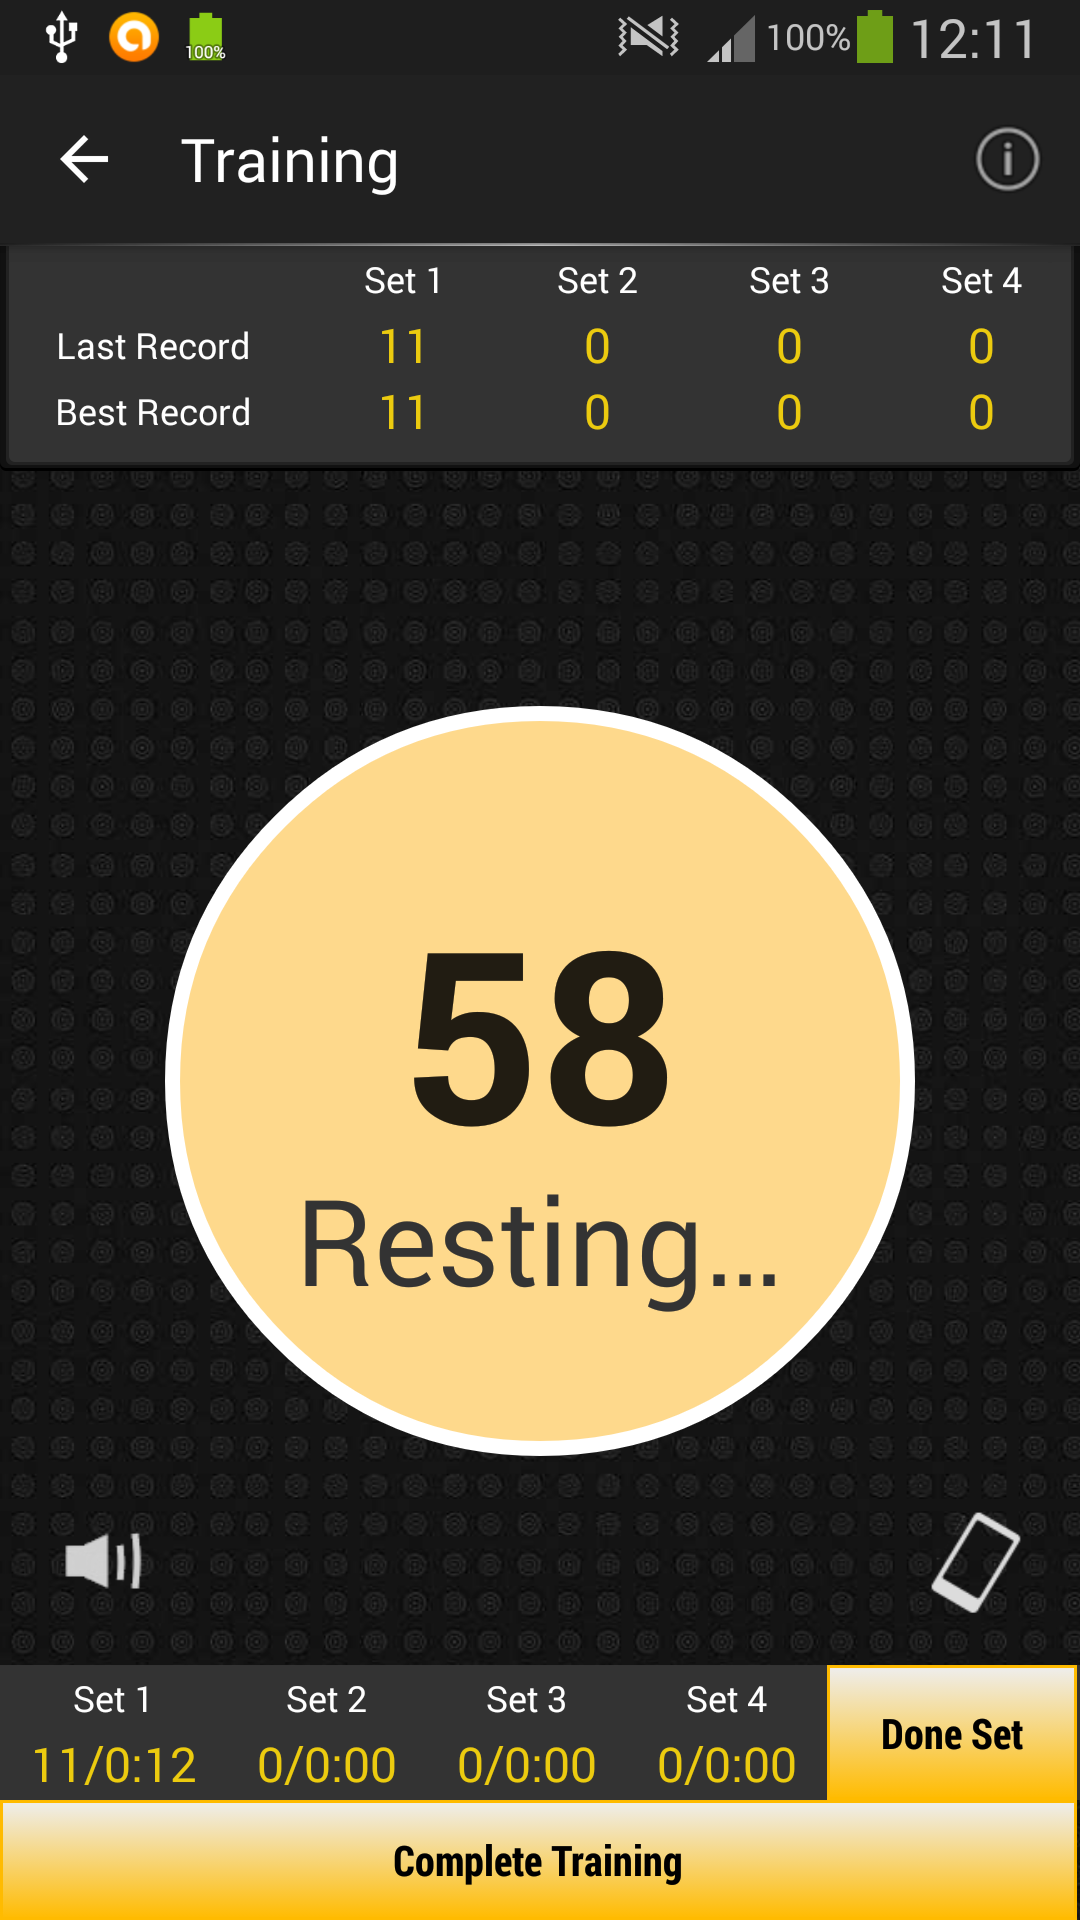 100% 100% 12:11
Training
Set 1 Set 2 Set 3 Set 4
Last Record 11 0 0 0
Best Record 11 0 0 0
58
Resting...
Set 1 Set 2 Set 3 Set 4
11/0:12 0/0:00 0/0:00 0/0:00
Done Set
Complete Training